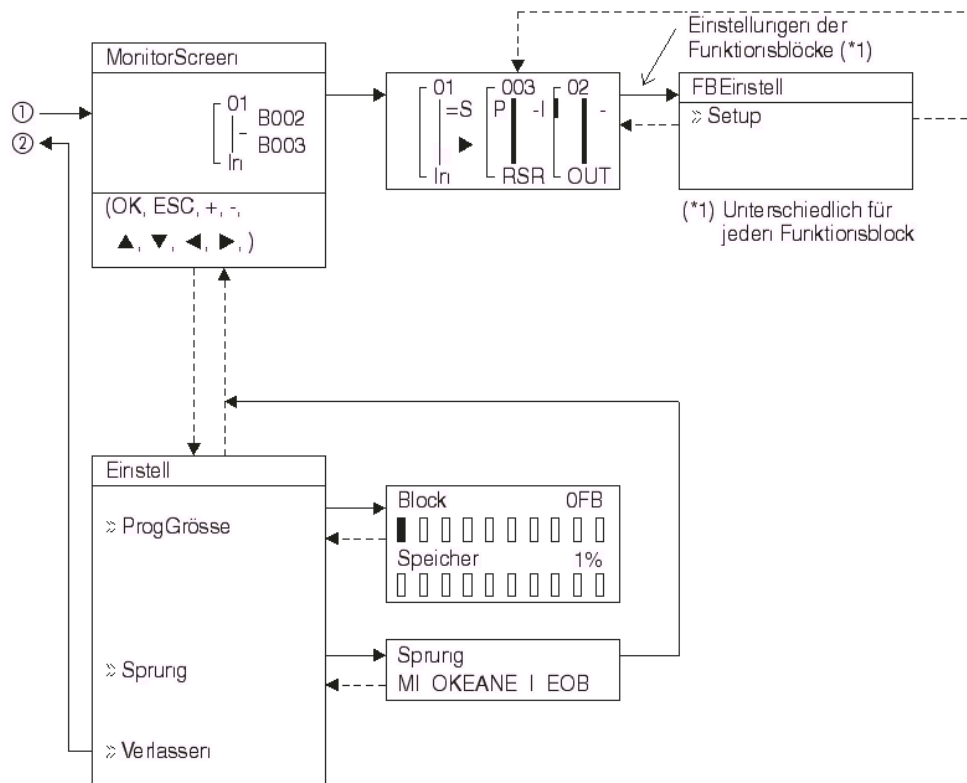 MonitorScreen
01
B002
B003
In
(OK, ESC, +, -,
▲, ▼, ◀, ▶, )
①
②
01 003 02
=S P -I -
In RSR OUT
Einstellungen der
Funktionsblöcke (*1)
FBEinstell
» Setup
(*1) Unterschiedlich für
jeden Funktionsblock
Einstell
» ProgGrösse
» Sprung
» Verlassen
Block 0FB
Speicher 1%
Sprung
MI OKEANE I EOB